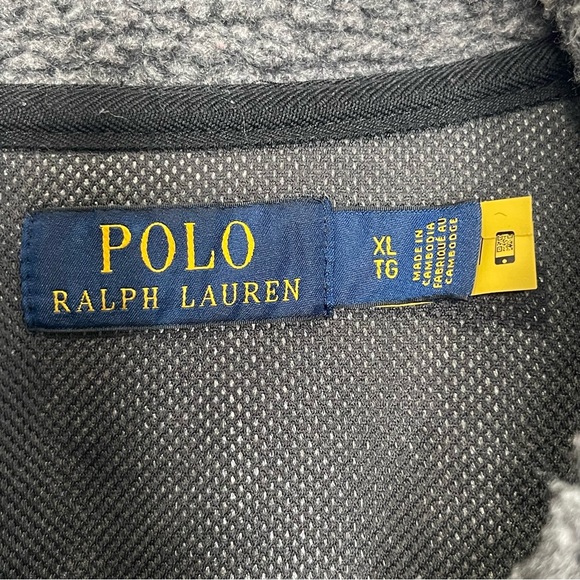 POLO
RALPH LAUREN
XL
TG
MADE IN
CAMBODIA
FABRIQUÉ AU
CAMBODGE